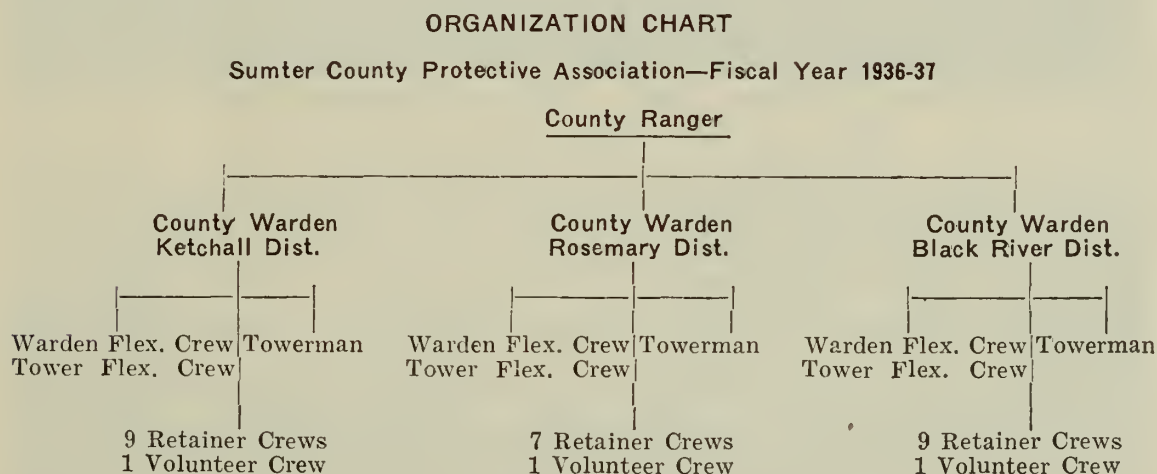 ORGANIZATION CHART
Sumter County Protective Association—Fiscal Year 1936-37
County Ranger
County Warden
Ketchall Dist.
County Warden
Rosemary Dist.
County Warden
Black River Dist.
Warden Flex. Crew Towerman
Tower Flex. Crew
Warden Flex. Crew Towerman
Tower Flex. Crew
Warden Flex. Crew Towerman
Tower Flex. Crew
9 Retainer Crews
1 Volunteer Crew
7 Retainer Crews
1 Volunteer Crew
9 Retainer Crews
1 Volunteer Crew